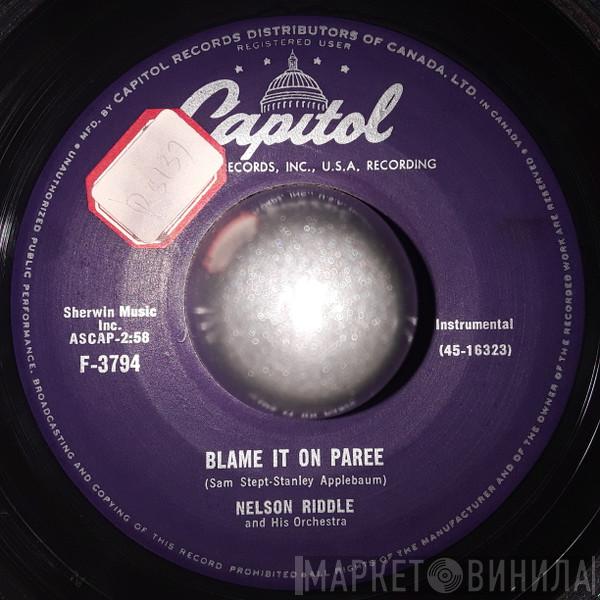 MFD. BY CAPITOL RECORDS DISTRIBUTORS OF CANADA, LTD. IN CANADA
REGISTERED USER
Capitol
RECORDS, INC., U.S.A. RECORDING
Sherwin Music
Inc.
ASCAP-2:58
F-3794
Instrumental
(45-16323)
BLAME IT ON PAREE
(Sam Stept-Stanley Applebaum)
NELSON RIDDLE
and His Orchestra
UNAUTHORIZED PUBLIC PERFORMANCE, BROADCASTING AND COPYING OF THIS RECORD PROHIBITED • ALL RIGHTS OF THE MANUFACTURER AND OF THE OWNER OF THE RECORDED WORK ARE RESERVED
МАРКЕТ ВИНИЛА